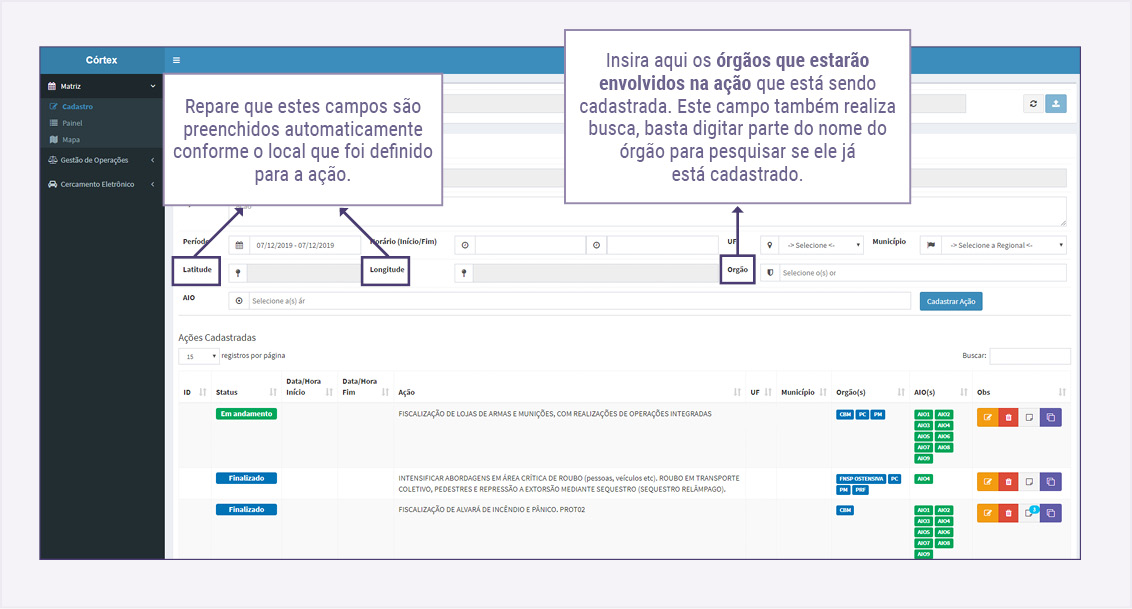 Córtex
Matriz
Cadastro
Painel
Mapa
Gestão de Operações
Cercamento Eletrônico
Repare que estes campos são
preenchidos automaticamente
conforme o local que foi definido
para a ação.
Insira aqui os órgãos que estarão
envolvidos na ação que está sendo
cadastrada. Este campo também realiza
busca, basta digitar parte do nome do
órgão para pesquisar se ele já
está cadastrado.
Período 07/12/2019 - 07/12/2019 Horário (Início/Fim) UF -> Selecione <- Município -> Selecione a Regional <-
Latitude Longitude Orgão Selecione o(s) or
AIO Selecione a(s) ár Cadastrar Ação
Ações Cadastradas
15 registros por página Buscar:
ID Status Data/Hora Início Data/Hora Fim Ação UF Município Orgão(s) AIO(s) Obs
Em andamento FISCALIZAÇÃO DE LOJAS DE ARMAS E MUNIÇÕES, COM REALIZAÇÕES DE OPERAÇÕES INTEGRADAS CBM PC PM AIO1 AIO2
AIO3 AIO4
AIO5 AIO6
AIO7 AIO8
AIO9
Finalizado INTENSIFICAR ABORDAGENS EM ÁREA CRÍTICA DE ROUBO (pessoas, veículos etc). ROUBO EM TRANSPORTE FNSP OSTENSIVA PC AIO4
COLETIVO, PEDESTRES E REPRESSÃO A EXTORSÃO MEDIANTE SEQUESTRO (SEQUESTRO RELÂMPAGO). PM PRF
Finalizado FISCALIZAÇÃO DE ALVARÁ DE INCÊNDIO E PÂNICO. PROT02 CBM AIO1 AIO2
AIO3 AIO4
AIO5 AIO6
AIO7 AIO8
AIO9